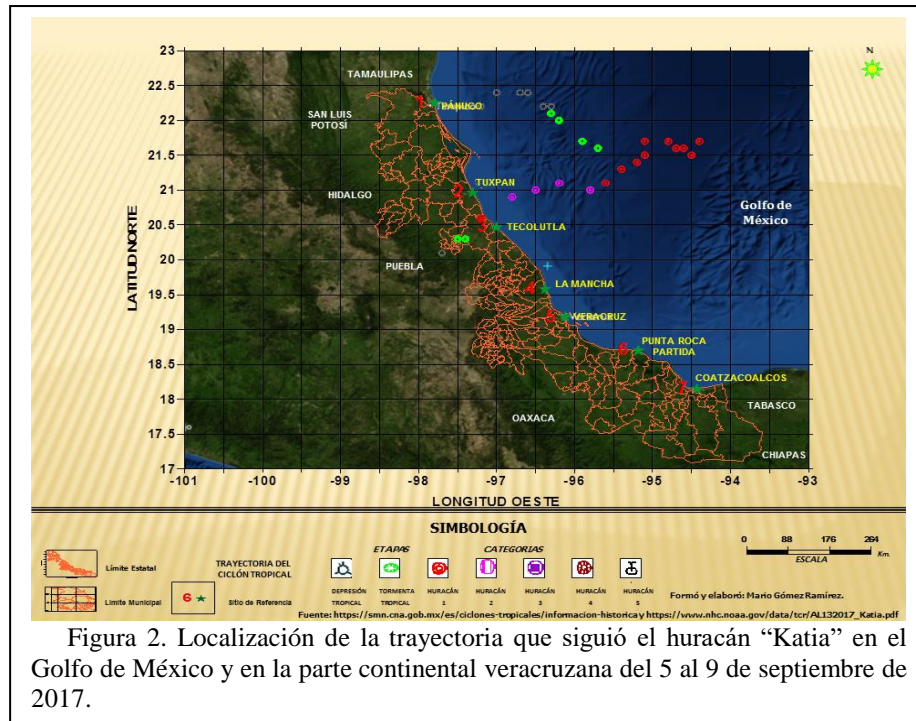 N
23
22.5
22
21.5
21
20.5
20
19.5
19
18.5
18
17.5
17
LATITUD NORTE
TAMAULIPAS
1
PÁNUCO
SAN LUIS
POTOSÍ
HIDALGO
2
TUXPAN
3
TECOLUTLA
Golfo de
México
PUEBLA
4
LA MANCHA
5
VERACRUZ
6
PUNTA ROCA
PARTIDA
7
COATZACOALCOS
OAXACA
TABASCO
CHIAPAS
-101 -100 -99 -98 -97 -96 -95 -94 -93
LONGITUD OESTE
SIMBOLOGÍA
ETAPAS CATEGORIAS
0 88 176 264
Km.
ESCALA
Límite Estatal
TRAYECTORIA DEL
CICLÓN TROPICAL
DEPRESIÓN
TROPICAL
TORMENTA
TROPICAL
HURACÁN
1
HURACÁN
2
HURACÁN
3
HURACÁN
4
HURACÁN
5
Límite Municipal
6
Sitio de Referencia
Formó y elaboró: Mario Gómez Ramírez.
Fuente: https://smn.cna.gob.mx/es/ciclones-tropicales/informacion-historica y https://www.nhc.noaa.gov/data/tcr/AL132017_Katia.pdf
Figura 2. Localización de la trayectoria que siguió el huracán “Katia” en el
Golfo de México y en la parte continental veracruzana del 5 al 9 de septiembre de
2017.